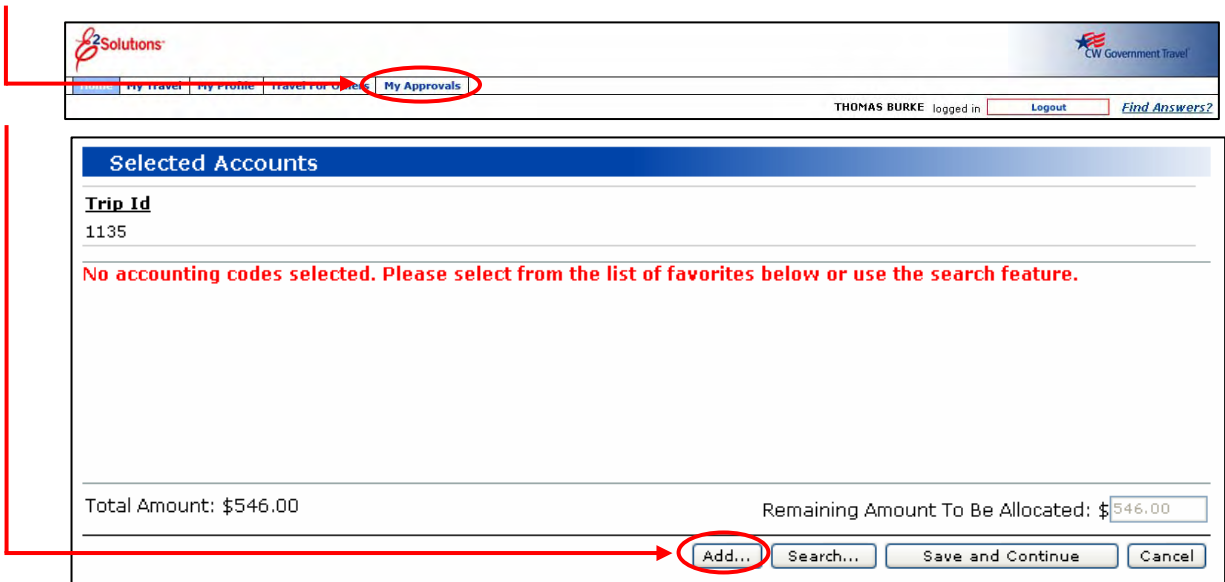 E2Solutions
CW Government Travel
Home My Travel My Profile Travel For Others My Approvals
THOMAS BURKE logged in Logout Find Answers?
Selected Accounts
Trip Id
1135
No accounting codes selected. Please select from the list of favorites below or use the search feature.
Total Amount: $546.00 Remaining Amount To Be Allocated: $546.00
Add... Search... Save and Continue Cancel